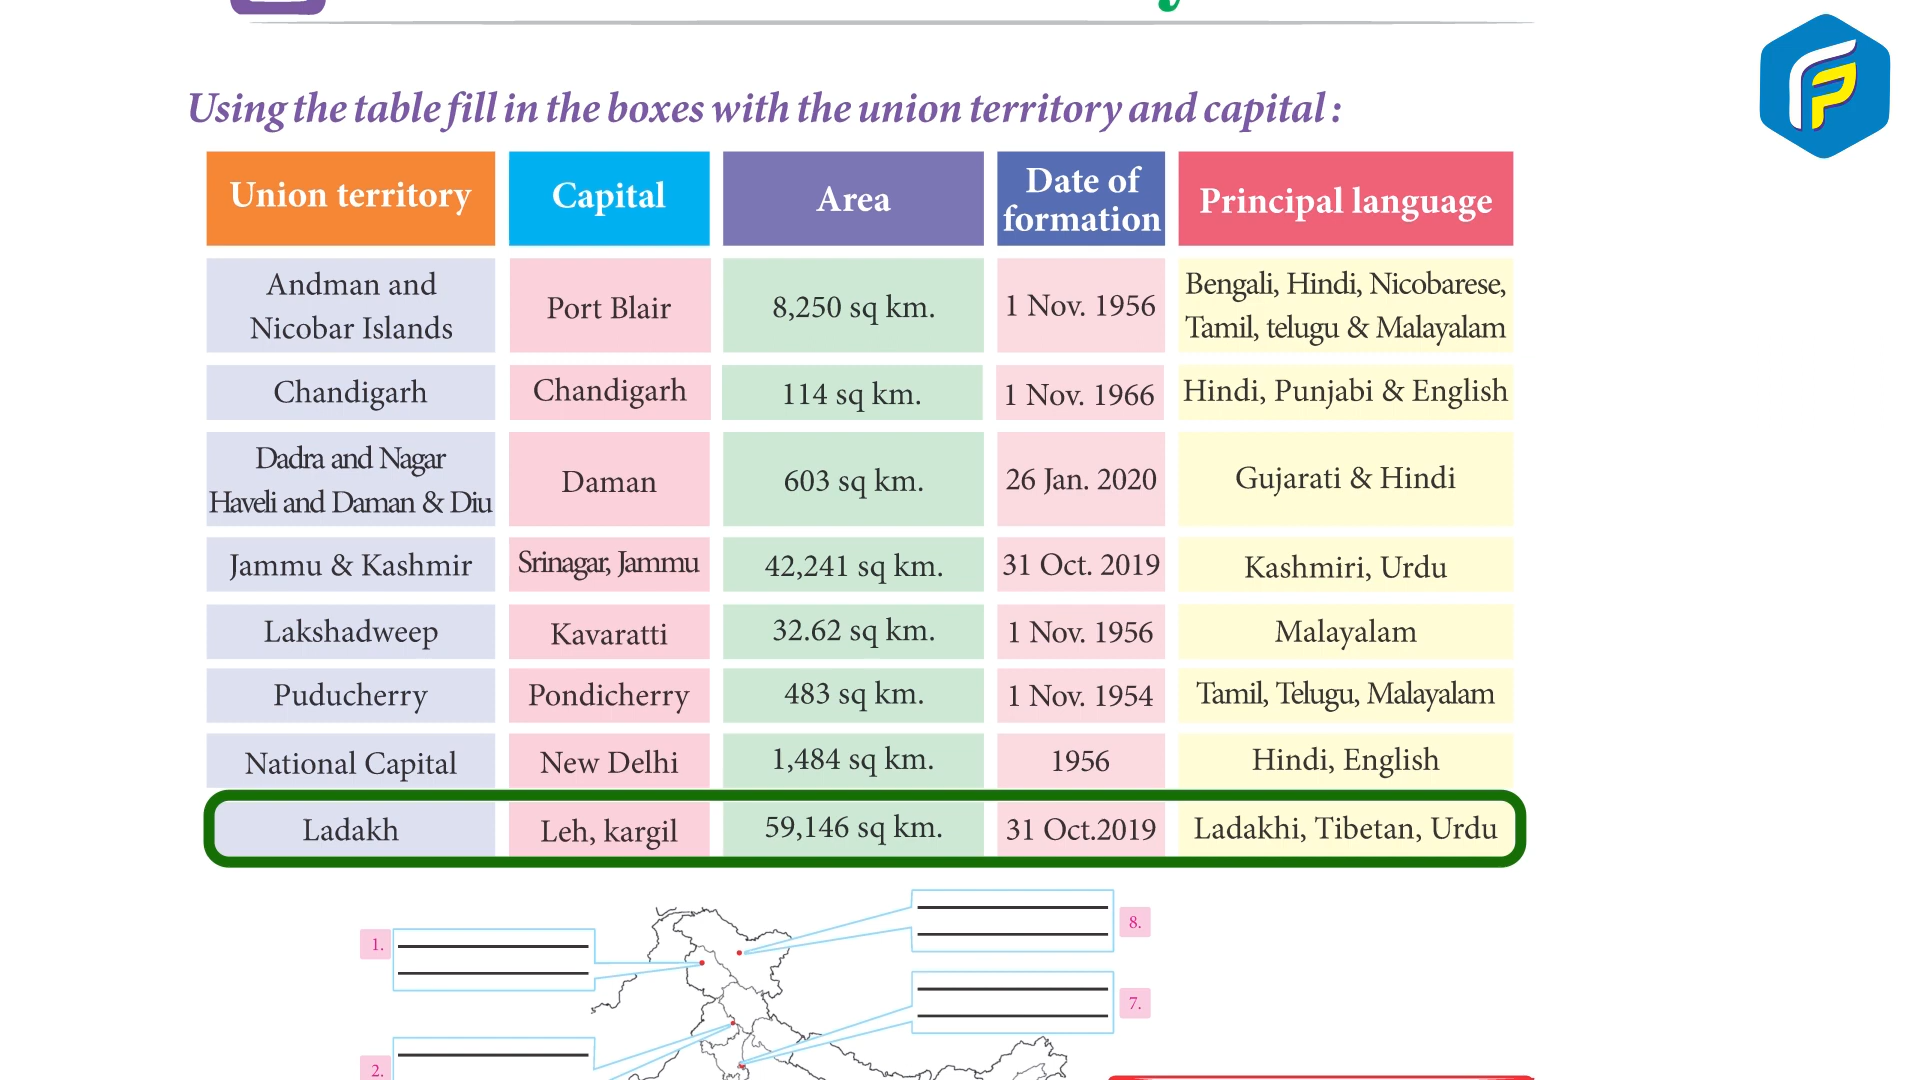 Using the table fill in the boxes with the union territory and capital :
Union territory
Capital
Area
Date of
formation
Principal language
Andman and
Nicobar Islands
Port Blair
8,250 sq km.
1 Nov. 1956
Bengali, Hindi, Nicobarese,
Tamil, telugu & Malayalam
Chandigarh
Chandigarh
114 sq km.
1 Nov. 1966
Hindi, Punjabi & English
Dadra and Nagar
Haveli and Daman & Diu
Daman
603 sq km.
26 Jan. 2020
Gujarati & Hindi
Jammu & Kashmir
Srinagar, Jammu
42,241 sq km.
31 Oct. 2019
Kashmiri, Urdu
Lakshadweep
Kavaratti
32.62 sq km.
1 Nov. 1956
Malayalam
Puducherry
Pondicherry
483 sq km.
1 Nov. 1954
Tamil, Telugu, Malayalam
National Capital
New Delhi
1,484 sq km.
1956
Hindi, English
Ladakh
Leh, kargil
59,146 sq km.
31 Oct.2019
Ladakhi, Tibetan, Urdu
8.
1.
7.
2.